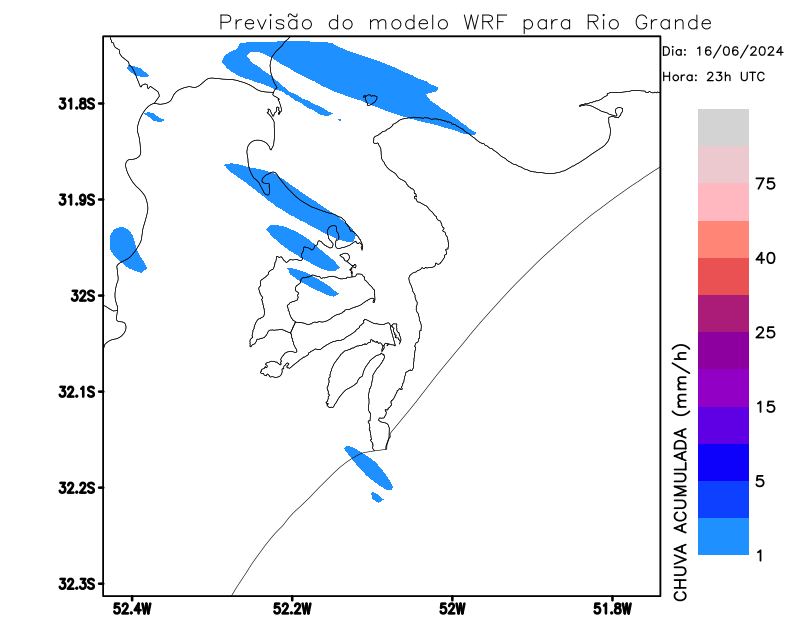 Previsão do modelo WRF para Rio Grande
Dia: 16/06/2024
Hora: 23h UTC
31.8S
31.9S
32S
32.1S
32.2S
32.3S
52.4W
52.2W
52W
51.8W
CHUVA ACUMULADA (mm/h)
75
40
25
15
5
1